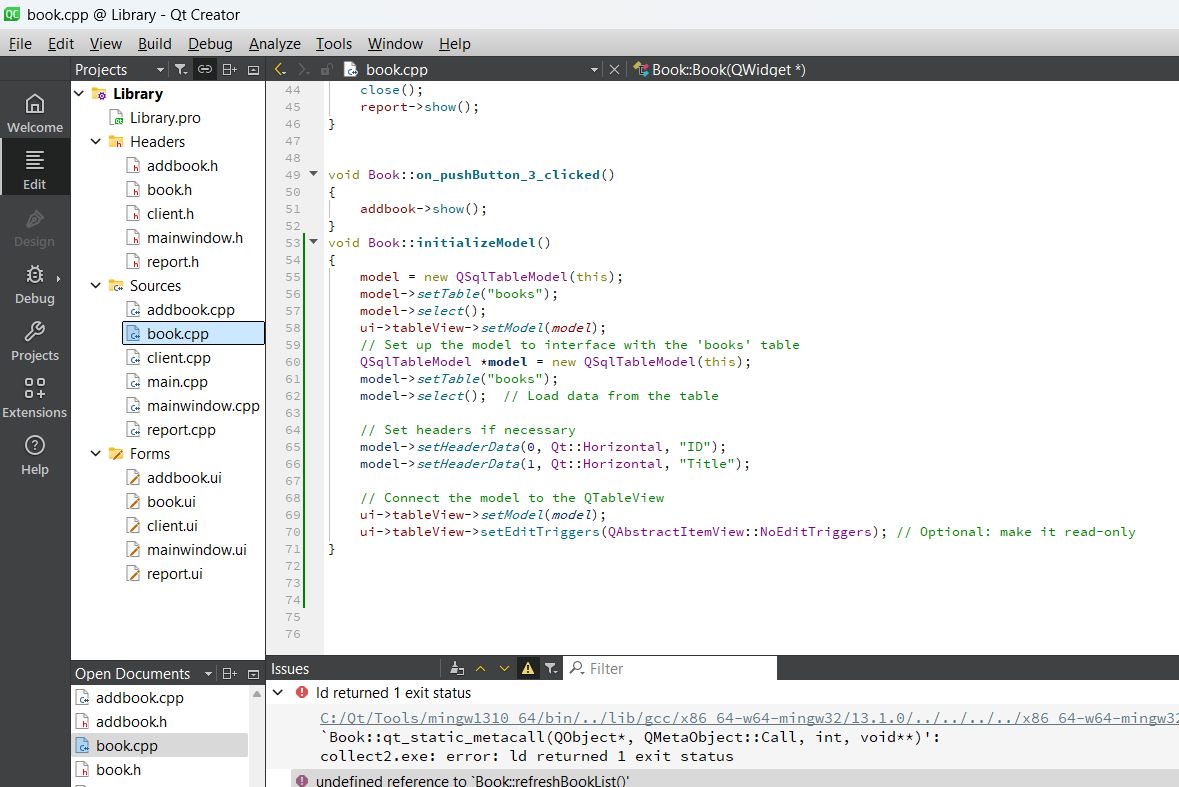 book.cpp @ Library - Qt Creator
File Edit View Build Debug Analyze Tools Window Help
Projects book.cpp Book::Book(QWidget *)
Welcome
Edit
Design
Debug
Projects
Extensions
Help
Library
Library.pro
Headers
addbook.h
book.h
client.h
mainwindow.h
report.h
Sources
addbook.cpp
book.cpp
client.cpp
main.cpp
mainwindow.cpp
report.cpp
Forms
addbook.ui
book.ui
client.ui
mainwindow.ui
report.ui
Open Documents
addbook.cpp
addbook.h
book.cpp
book.h
44 close();
45 report->show();
46 }
47
48
49 void Book::on_pushButton_3_clicked()
50 {
51 addbook->show();
52 }
53 void Book::initializeModel()
54 {
55 model = new QSqlTableModel(this);
56 model->setTable("books");
57 model->select();
58 ui->tableView->setModel(model);
59 // Set up the model to interface with the 'books' table
60 QSqlTableModel *model = new QSqlTableModel(this);
61 model->setTable("books");
62 model->select(); // Load data from the table
63
64 // Set headers if necessary
65 model->setHeaderData(0, Qt::Horizontal, "ID");
66 model->setHeaderData(1, Qt::Horizontal, "Title");
67
68 // Connect the model to the QTableView
69 ui->tableView->setModel(model);
70 ui->tableView->setEditTriggers(QAbstractItemView::NoEditTriggers); // Optional: make it read-only
71 }
72
73
74
75
76
Issues Filter
ld returned 1 exit status
C:/Qt/Tools/mingw1310_64/bin/../lib/gcc/x86_64-w64-mingw32/13.1.0/../../../../x86_64-w64-mingw32
`Book::qt_static_metacall(QObject*, QMetaObject::Call, int, void**)':
collect2.exe: error: ld returned 1 exit status
undefined reference to `Book::refreshBookList()'